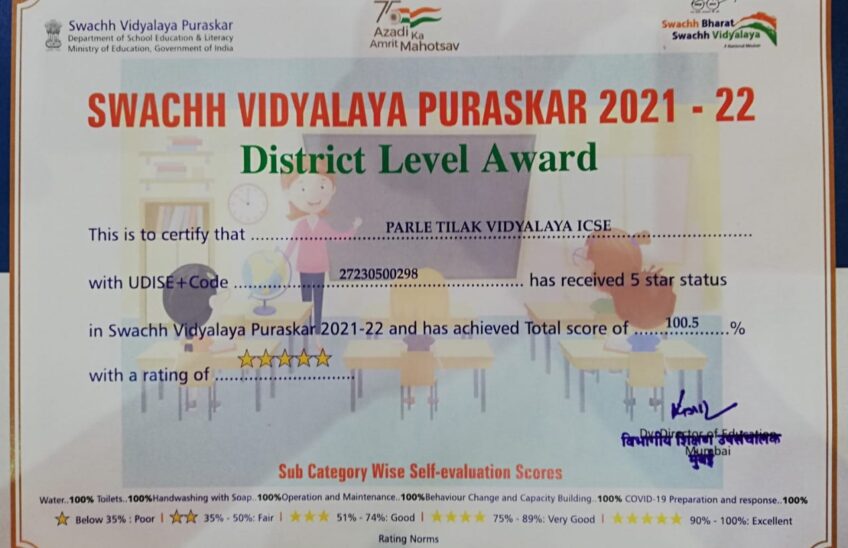 Swachh Vidyalaya Puraskar
Department of School Education & Literacy
Ministry of Education, Government of India
75
Azadi Ka
Amrit Mahotsav
Swachh Bharat
Swachh Vidyalaya
A National Mission
SWACHH VIDYALAYA PURASKAR 2021 - 22
District Level Award
This is to certify that PARLE TILAK VIDYALAYA ICSE
with UDISE+Code 27230500298 has received 5 star status
in Swachh Vidyalaya Puraskar 2021-22 and has achieved Total score of 100.5 %
with a rating of
Dy. Director of Education
विभागीय शिक्षण उपसंचालक
Mumbai
मुंबई
Sub Category Wise Self-evaluation Scores
Water..100% Toilets..100%Handwashing with Soap..100%Operation and Maintenance..100%Behaviour Change and Capacity Building..100% COVID-19 Preparation and response..100%
Below 35% : Poor | 35% - 50%: Fair | 51% - 74%: Good | 75% - 89%: Very Good | 90% - 100%: Excellent
Rating Norms